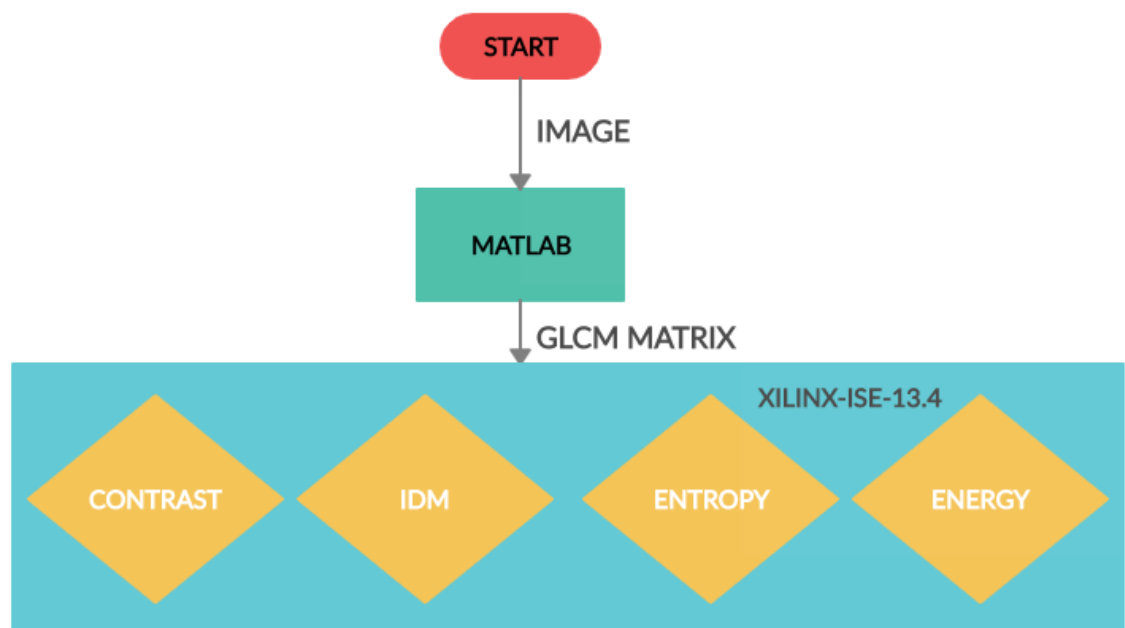 START
IMAGE
MATLAB
GLCM MATRIX
XILINX-ISE-13.4
CONTRAST
IDM
ENTROPY
ENERGY